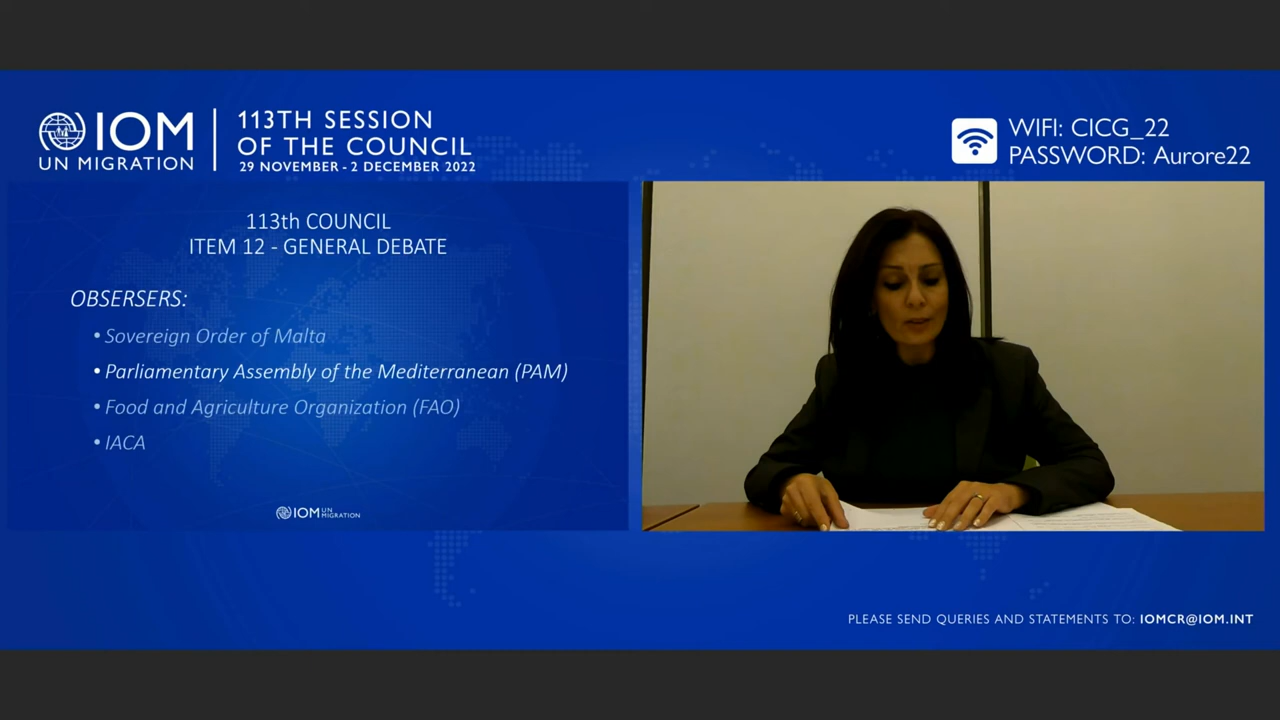 IOM
UN MIGRATION
113TH SESSION
OF THE COUNCIL
29 NOVEMBER - 2 DECEMBER 2022
WIFI: CICG_22
PASSWORD: Aurore22
113th COUNCIL
ITEM 12 - GENERAL DEBATE
OBSERSERS:
• Sovereign Order of Malta
• Parliamentary Assembly of the Mediterranean (PAM)
• Food and Agriculture Organization (FAO)
• IACA
IOM UN MIGRATION
PLEASE SEND QUERIES AND STATEMENTS TO: IOMCR@IOM.INT